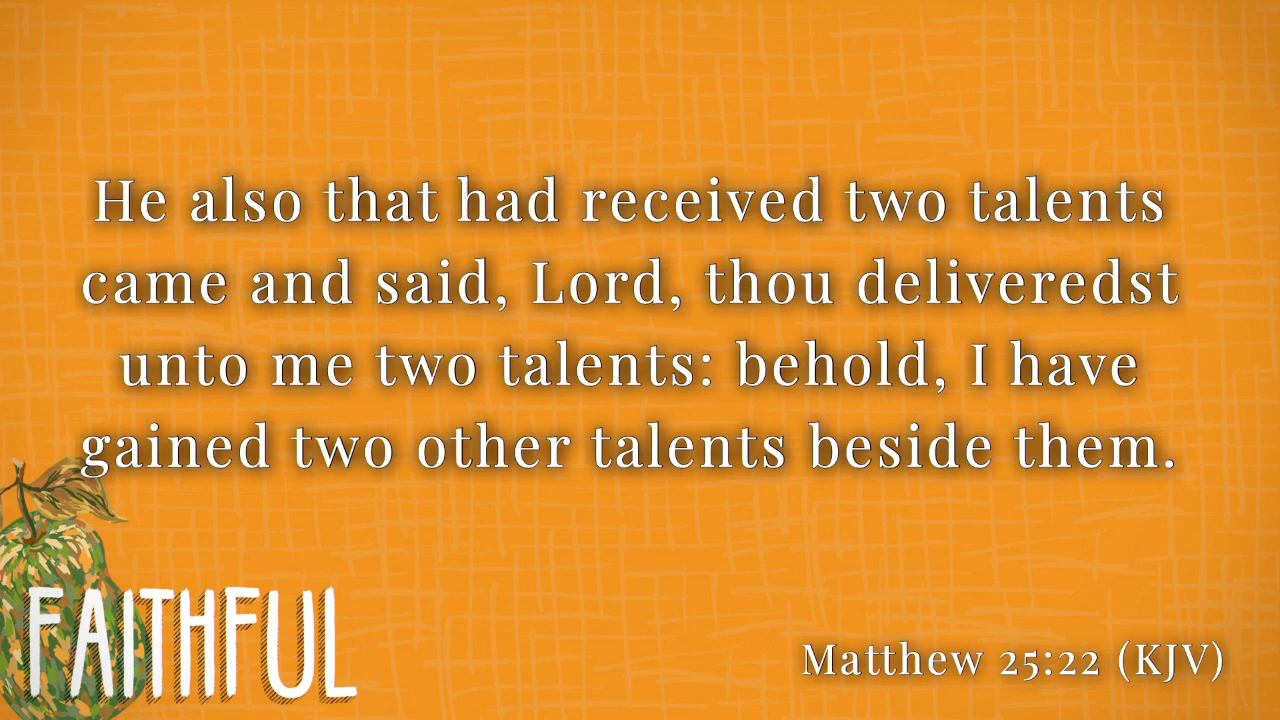 He also that had received two talents
came and said, Lord, thou deliveredst
unto me two talents: behold, I have
gained two other talents beside them.
FAITHFUL
Matthew 25:22 (KJV)